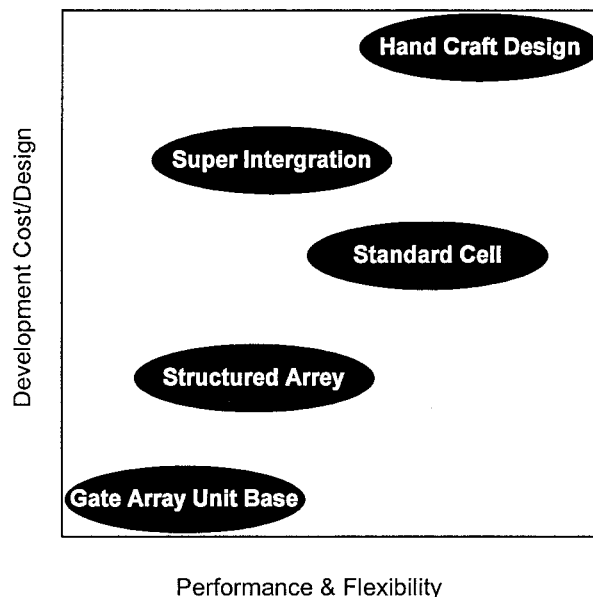 Hand Craft Design
Super Intergration
Standard Cell
Structured Arrey
Gate Array Unit Base
Development Cost/Design
Performance & Flexibility